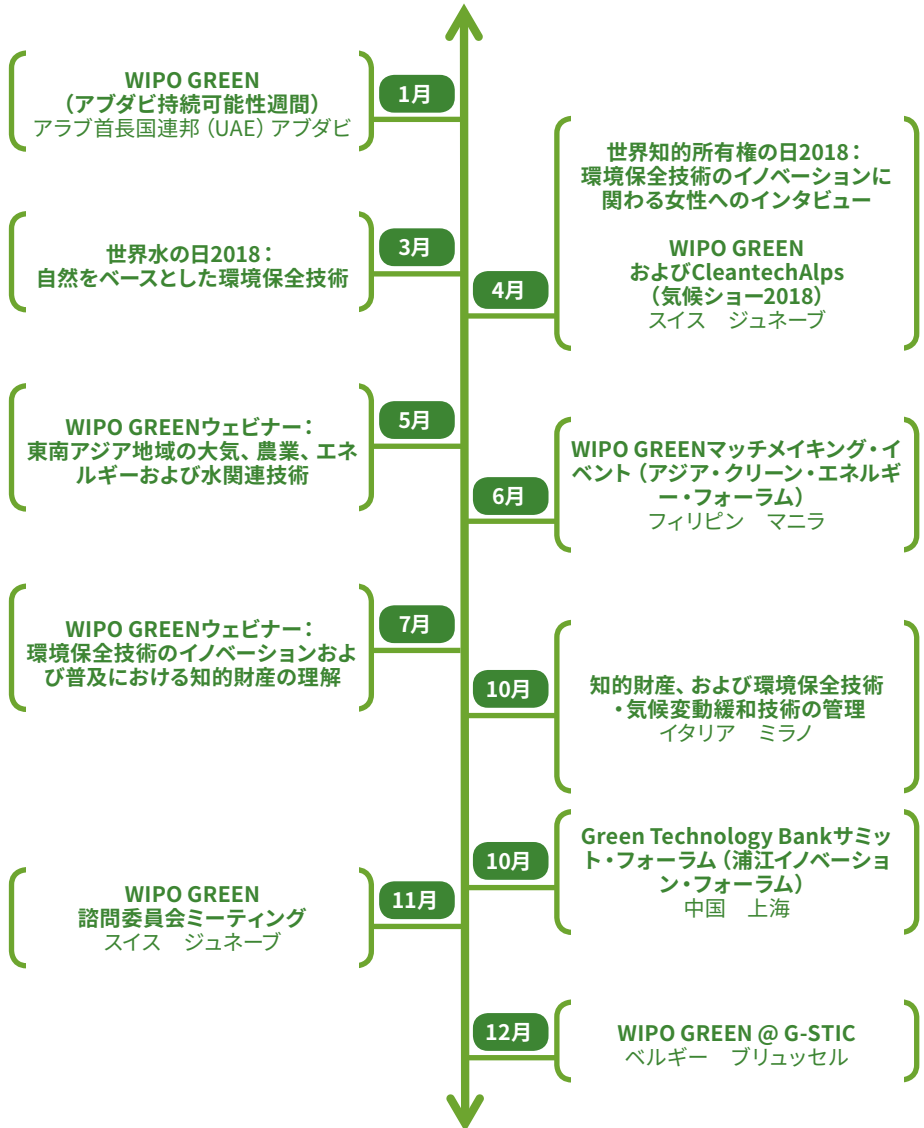 WIPO GREEN
（アブダビ持続可能性週間）
アラブ首長国連邦（UAE）アブダビ
1月
世界知的所有権の日2018：
環境保全技術のイノベーションに
関わる女性へのインタビュー
WIPO GREEN
およびCleantechAlps
（気候ショー2018）
スイス　ジュネーブ
3月
世界水の日2018：
自然をベースとした環境保全技術
4月
WIPO GREENウェビナー：
東南アジア地域の大気、農業、エネ
ルギーおよび水関連技術
5月
WIPO GREENマッチメイキング・イ
ベント（アジア・クリーン・エネルギ
ー・フォーラム）
フィリピン　マニラ
6月
WIPO GREENウェビナー：
環境保全技術のイノベーションおよ
び普及における知的財産の理解
7月
10月
知的財産、および環境保全技術
・気候変動緩和技術の管理
イタリア　ミラノ
Green Technology Bankサミッ
ト・フォーラム（浦江イノベーショ
ン・フォーラム）
中国　上海
10月
WIPO GREEN
諮問委員会ミーティング
スイス　ジュネーブ
11月
12月
WIPO GREEN @ G-STIC
ベルギー　ブリュッセル